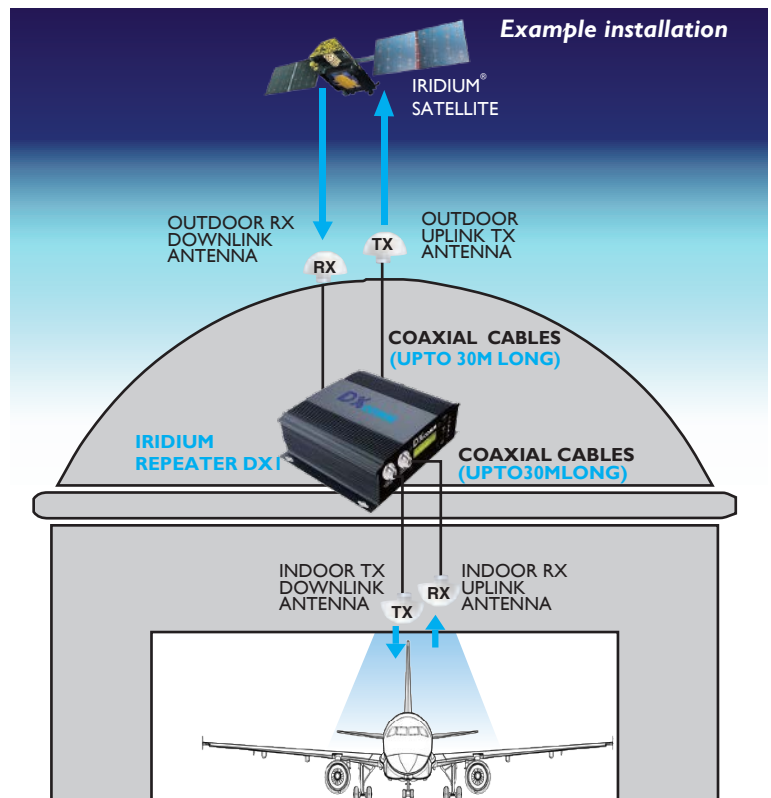 Example installation
IRIDIUM®
SATELLITE
OUTDOOR RX
DOWNLINK
ANTENNA
OUTDOOR
UPLINK TX
ANTENNA
RX
TX
COAXIAL CABLES
(UPTO 30M LONG)
DX
IRIDIUM
REPEATER DX1
COAXIAL CABLES
(UPTO30MLONG)
INDOOR TX
DOWNLINK
ANTENNA
INDOOR RX
UPLINK
ANTENNA
TX
RX